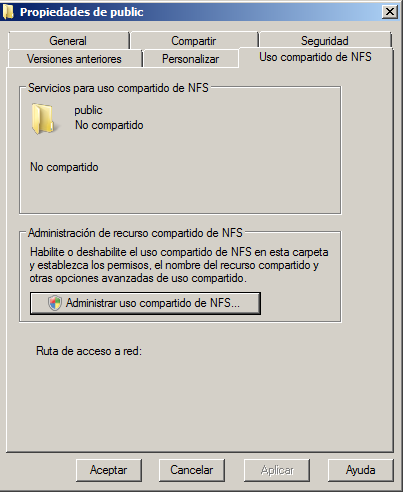 Propiedades de public
General
Compartir
Seguridad
Versiones anteriores
Personalizar
Uso compartido de NFS
Servicios para uso compartido de NFS
public
No compartido
No compartido
Administración de recurso compartido de NFS
Habilite o deshabilite el uso compartido de NFS en esta carpeta
y establezca los permisos, el nombre del recurso compartido y
otras opciones avanzadas de uso compartido.
Administrar uso compartido de NFS...
Ruta de acceso a red:
Aceptar
Cancelar
Aplicar
Ayuda